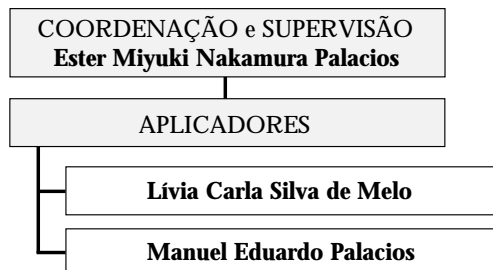 COORDENAÇÃO e SUPERVISÃO
Ester Miyuki Nakamura Palacios
APLICADORES
Lívia Carla Silva de Melo
Manuel Eduardo Palacios